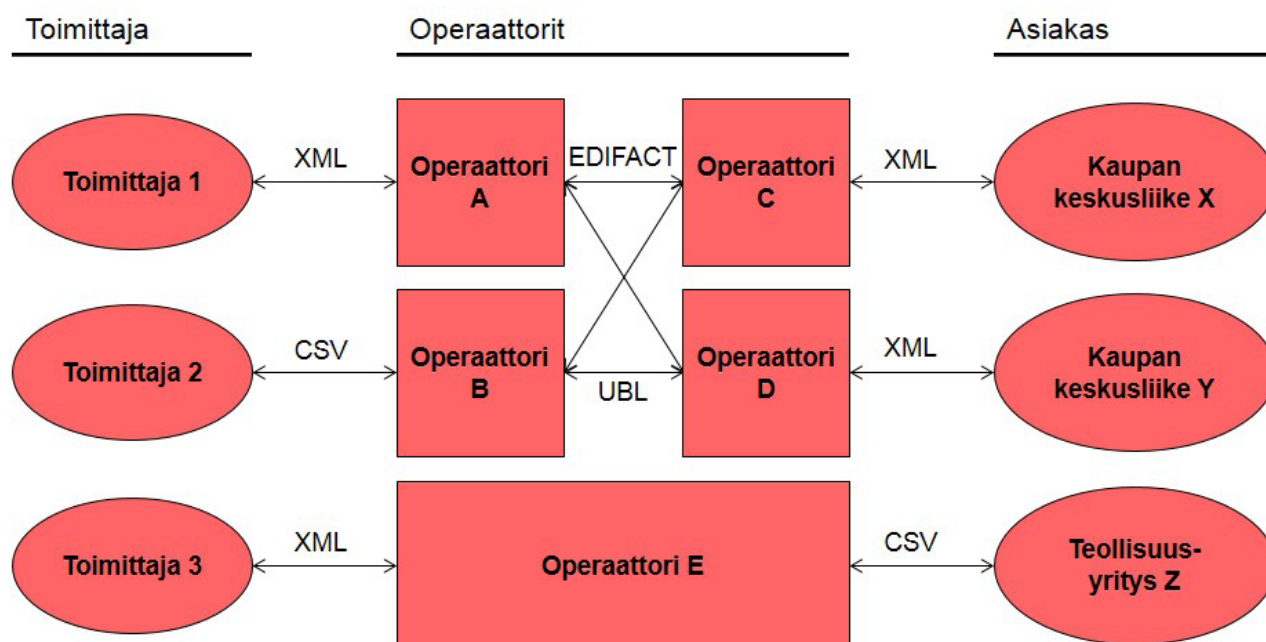 Toimittaja
Operaattorit
Asiakas
Toimittaja 1
XML
Operaattori
A
EDIFACT
Operaattori
C
XML
Kaupan
keskusliike X
Toimittaja 2
CSV
Operaattori
B
UBL
Operaattori
D
XML
Kaupan
keskusliike Y
Toimittaja 3
XML
Operaattori E
CSV
Teollisuus-
yritys Z